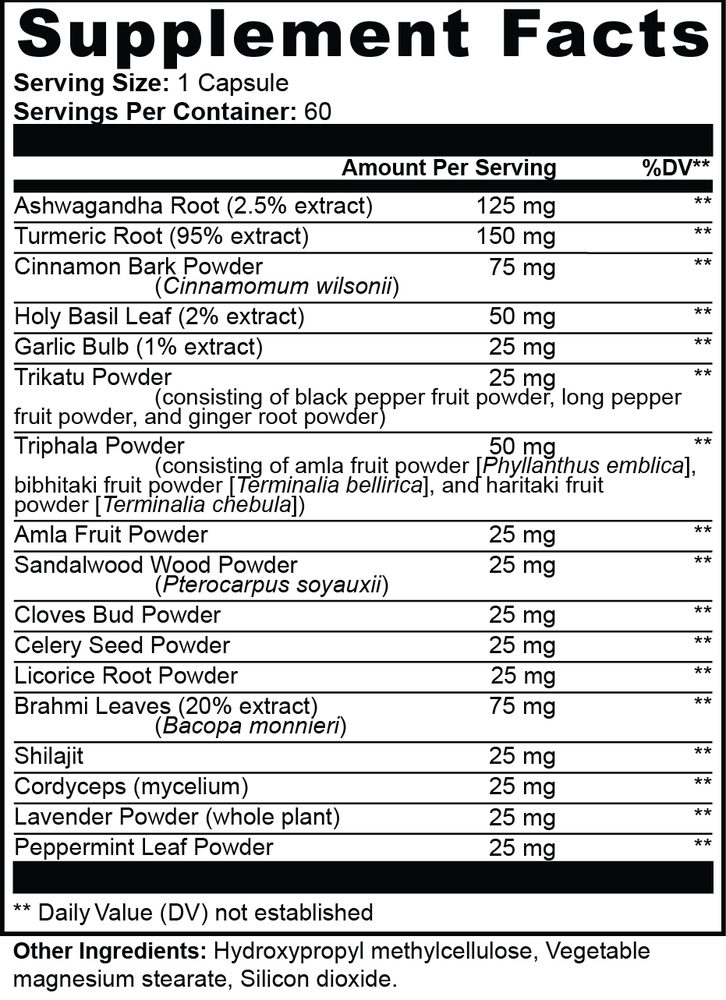 Supplement Facts
Serving Size: 1 Capsule
Servings Per Container: 60
Amount Per Serving %DV**
Ashwagandha Root (2.5% extract) 125 mg **
Turmeric Root (95% extract) 150 mg **
Cinnamon Bark Powder 75 mg **
(Cinnamomum wilsonii)
Holy Basil Leaf (2% extract) 50 mg **
Garlic Bulb (1% extract) 25 mg **
Trikatu Powder 25 mg **
(consisting of black pepper fruit powder, long pepper
fruit powder, and ginger root powder)
Triphala Powder 50 mg **
(consisting of amla fruit powder [Phyllanthus emblica],
bibhitaki fruit powder [Terminalia bellirica], and haritaki fruit
powder [Terminalia chebula])
Amla Fruit Powder 25 mg **
Sandalwood Wood Powder 25 mg **
(Pterocarpus soyauxii)
Cloves Bud Powder 25 mg **
Celery Seed Powder 25 mg **
Licorice Root Powder 25 mg **
Brahmi Leaves (20% extract) 75 mg **
(Bacopa monnieri)
Shilajit 25 mg **
Cordyceps (mycelium) 25 mg **
Lavender Powder (whole plant) 25 mg **
Peppermint Leaf Powder 25 mg **
** Daily Value (DV) not established
Other Ingredients: Hydroxypropyl methylcellulose, Vegetable
magnesium stearate, Silicon dioxide.